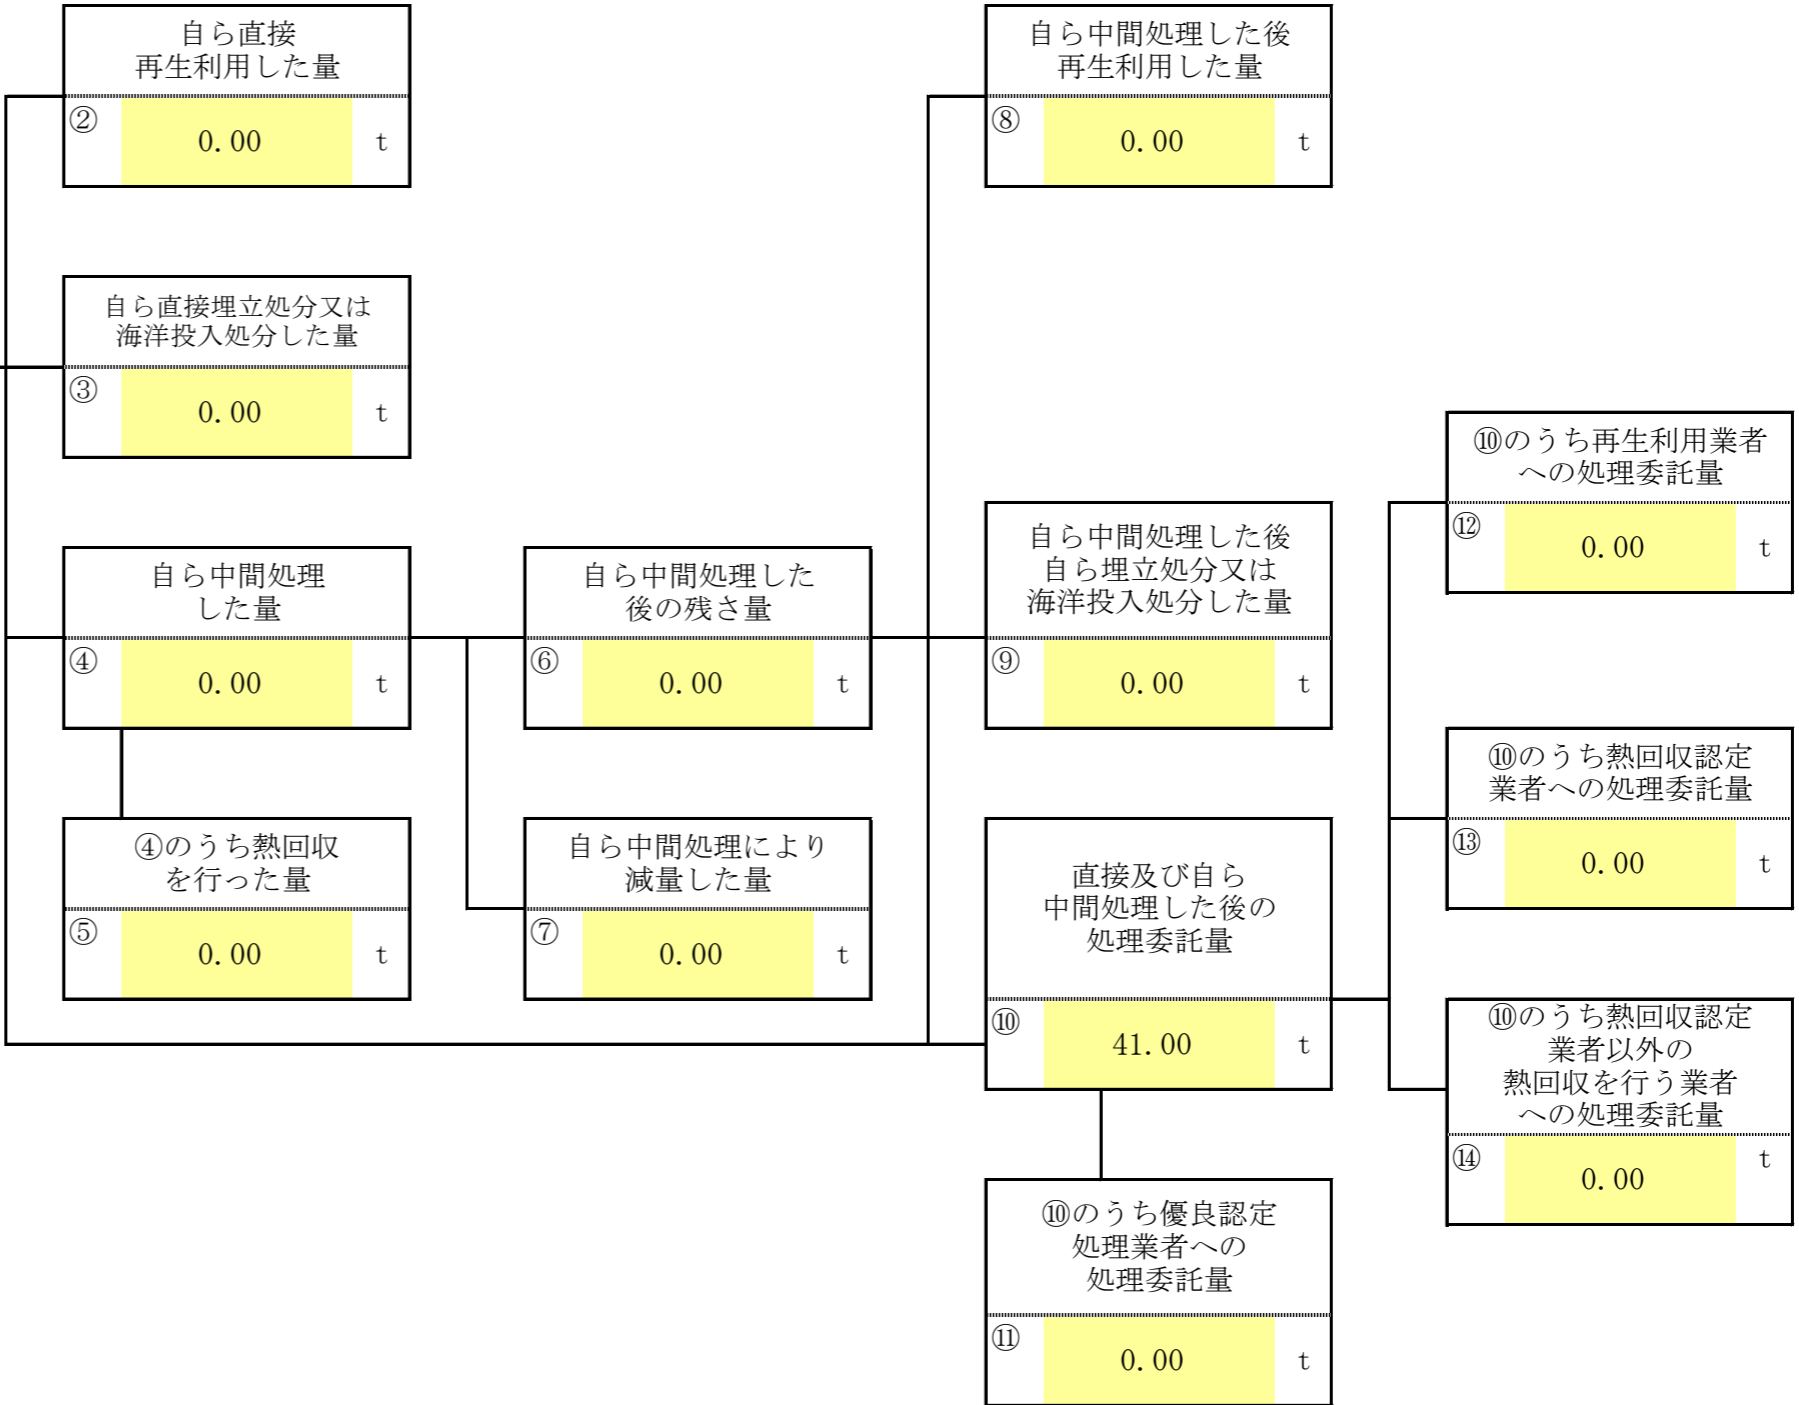 自ら直接
再生利用した量
② 0.00 t
自ら中間処理した後
再生利用した量
⑧ 0.00 t
自ら直接埋立処分又は
海洋投入処分した量
③ 0.00 t
⑩のうち再生利用業者
への処理委託量
⑫ 0.00 t
自ら中間処理
した量
④ 0.00 t
自ら中間処理した
後の残さ量
⑥ 0.00 t
自ら中間処理した後
自ら埋立処分又は
海洋投入処分した量
⑨ 0.00 t
⑩のうち熱回収認定
業者への処理委託量
⑬ 0.00 t
④のうち熱回収
を行った量
⑤ 0.00 t
自ら中間処理により
減量した量
⑦ 0.00 t
直接及び自ら
中間処理した後の
処理委託量
⑩ 41.00 t
⑩のうち熱回収認定
業者以外の
熱回収を行う業者
への処理委託量
⑭ 0.00 t
⑩のうち優良認定
処理業者への
処理委託量
⑪ 0.00 t